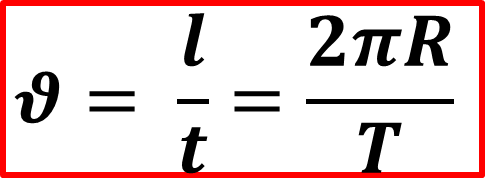 ϑ = l/t = 2πR/T